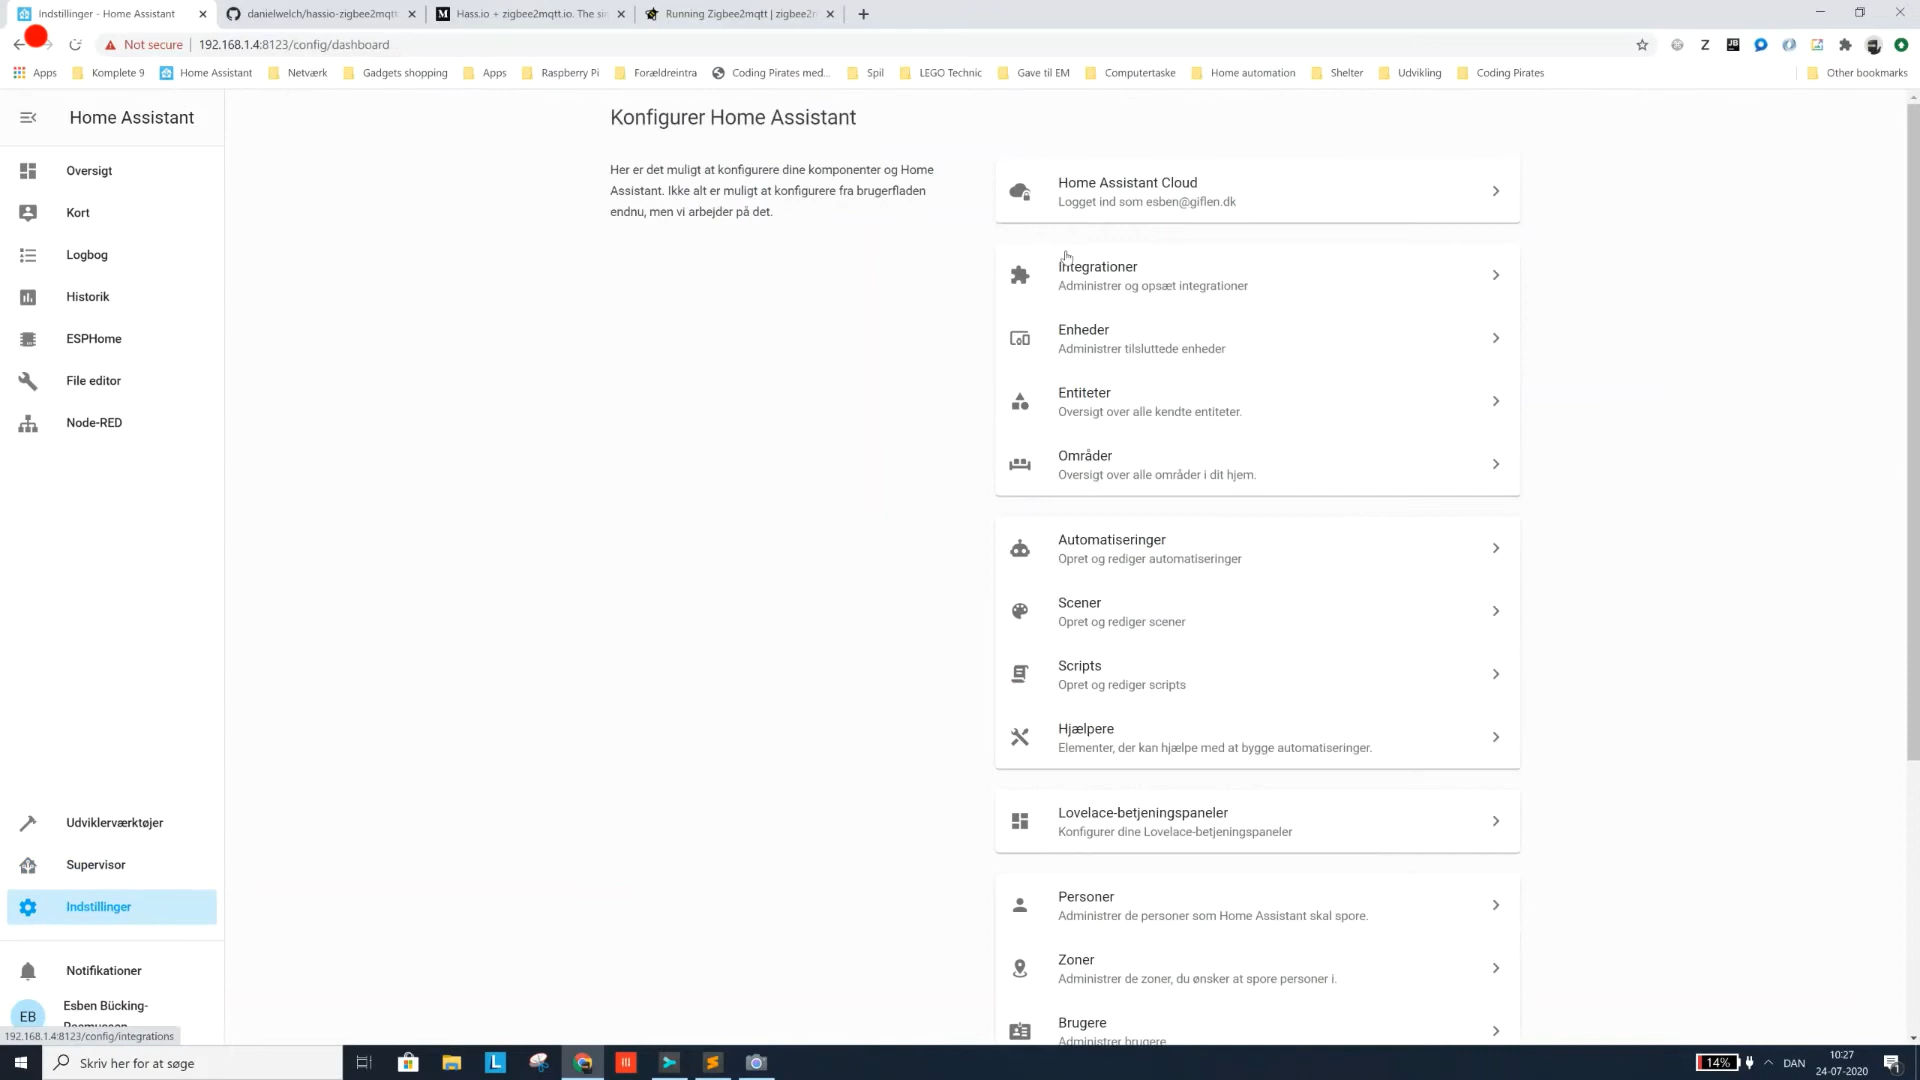 Indstillinger - Home Assistant
danielwelch/hassio-zigbee2mqtt
Hass.io + zigbee2mqtt.io. The sin
Running Zigbee2mqtt | zigbee2m
Not secure
192.168.1.4:8123/config/dashboard
Apps
Komplete 9
Home Assistant
Netværk
Gadgets shopping
Apps
Raspberry Pi
Forældreintra
Coding Pirates med...
Spil
LEGO Technic
Gave til EM
Computertaske
Home automation
Shelter
Udvikling
Coding Pirates
Other bookmarks
Home Assistant
Oversigt
Kort
Logbog
Historik
ESPHome
File editor
Node-RED
Udviklerværktøjer
Supervisor
Indstillinger
Notifikationer
EB
Esben Bücking-
Rasmussen
192.168.1.4:8123/config/integrations
Konfigurer Home Assistant
Her er det muligt at konfigurere dine komponenter og Home
Assistant. Ikke alt er muligt at konfigurere fra brugerfladen
endnu, men vi arbejder på det.
Home Assistant Cloud
Logget ind som esben@giflen.dk
Integrationer
Administrer og opsæt integrationer
Enheder
Administrer tilsluttede enheder
Entiteter
Oversigt over alle kendte entiteter.
Områder
Oversigt over alle områder i dit hjem.
Automatiseringer
Opret og rediger automatiseringer
Scener
Opret og rediger scener
Scripts
Opret og rediger scripts
Hjælpere
Elementer, der kan hjælpe med at bygge automatiseringer.
Lovelace-betjeningspaneler
Konfigurer dine Lovelace-betjeningspaneler
Personer
Administrer de personer som Home Assistant skal spore.
Zoner
Administrer de zoner, du ønsker at spore personer i.
Brugere
Administrer brugere
Skriv her for at søge
14%
DAN
10:27
24-07-2020